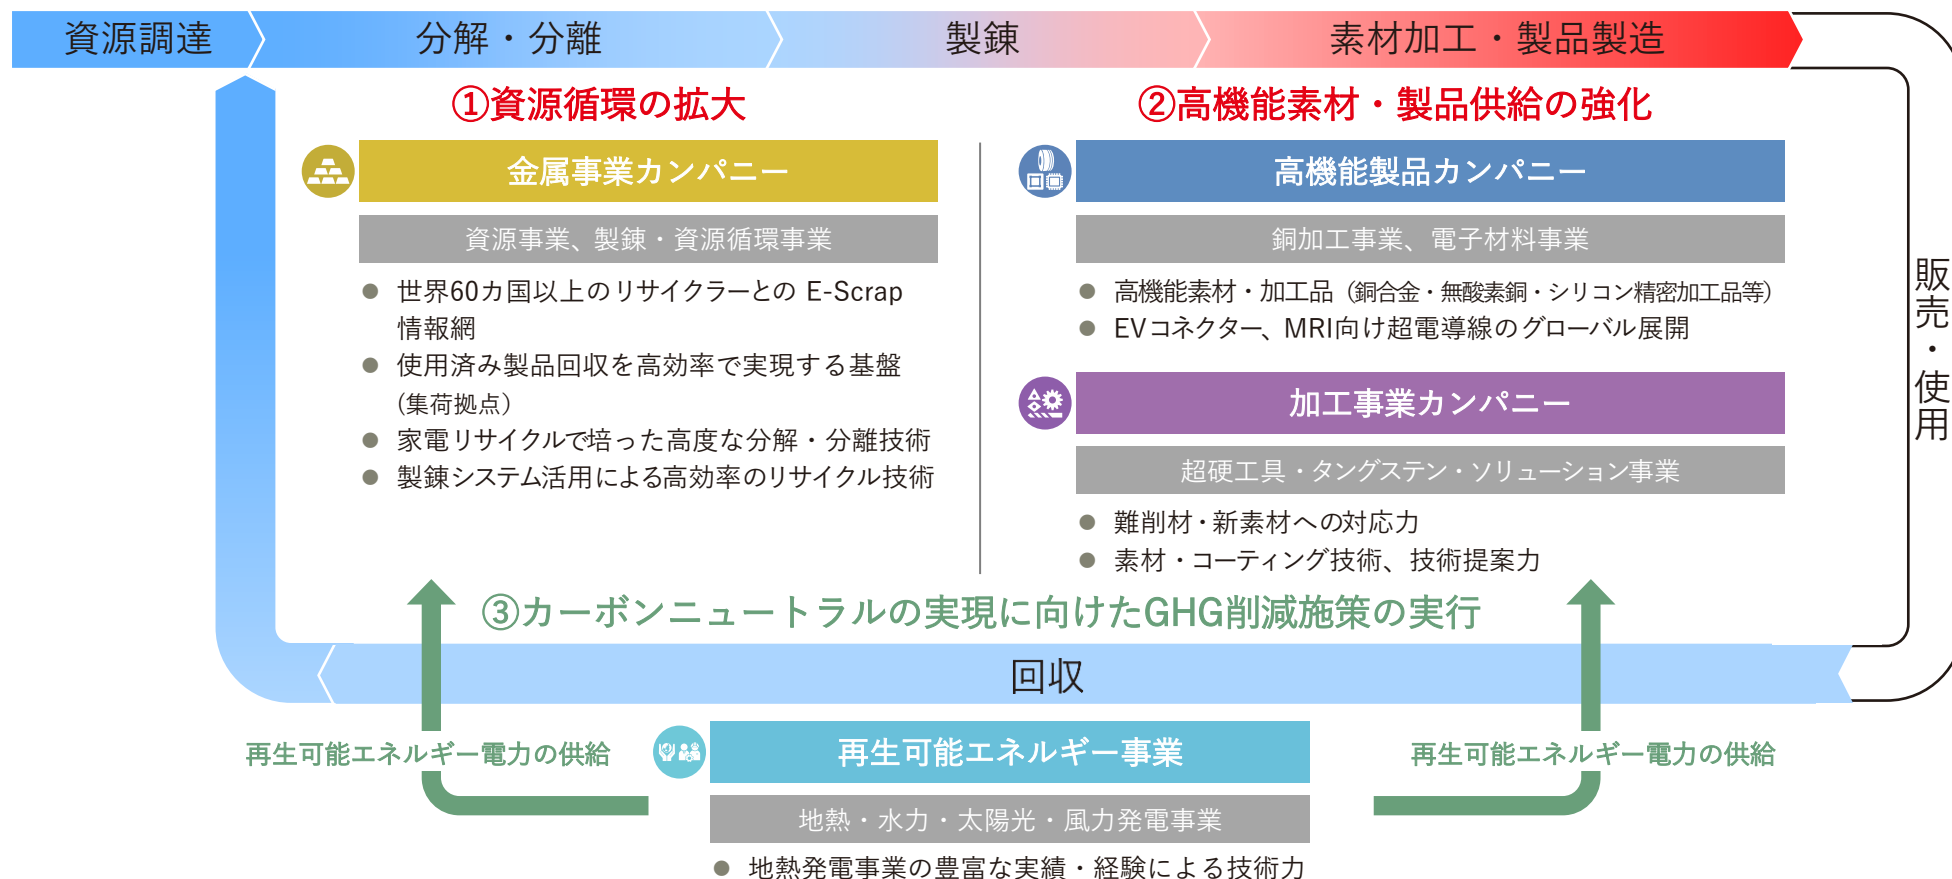 資源調達
分解・分離
製錬
素材加工・製品製造
①資源循環の拡大
金属事業カンパニー
資源事業、製錬・資源循環事業
世界60カ国以上のリサイクラーとの E-Scrap
情報網
使用済み製品回収を高効率で実現する基盤
(集荷拠点)
家電リサイクルで培った高度な分解・分離技術
製錬システム活用による高効率のリサイクル技術
②高機能素材・製品供給の強化
高機能製品カンパニー
銅加工事業、電子材料事業
高機能素材・加工品（銅合金・無酸素銅・シリコン精密加工品等）
EVコネクター、MRI向け超電導線のグローバル展開
加工事業カンパニー
超硬工具・タングステン・ソリューション事業
難削材・新素材への対応力
素材・コーティング技術、技術提案力
販売・使用
③カーボンニュートラルの実現に向けたGHG削減施策の実行
回収
再生可能エネルギー電力の供給
再生可能エネルギー事業
地熱・水力・太陽光・風力発電事業
地熱発電事業の豊富な実績・経験による技術力
再生可能エネルギー電力の供給